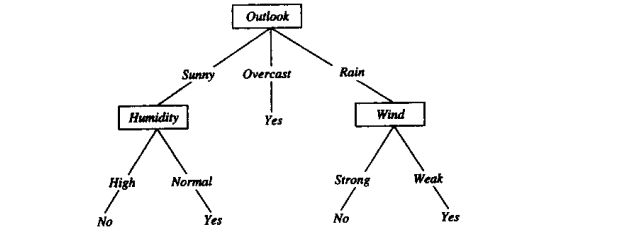 Outlook
Sunny Overcast Rain
Humidity Yes Wind
High Normal Strong Weak
No Yes No Yes